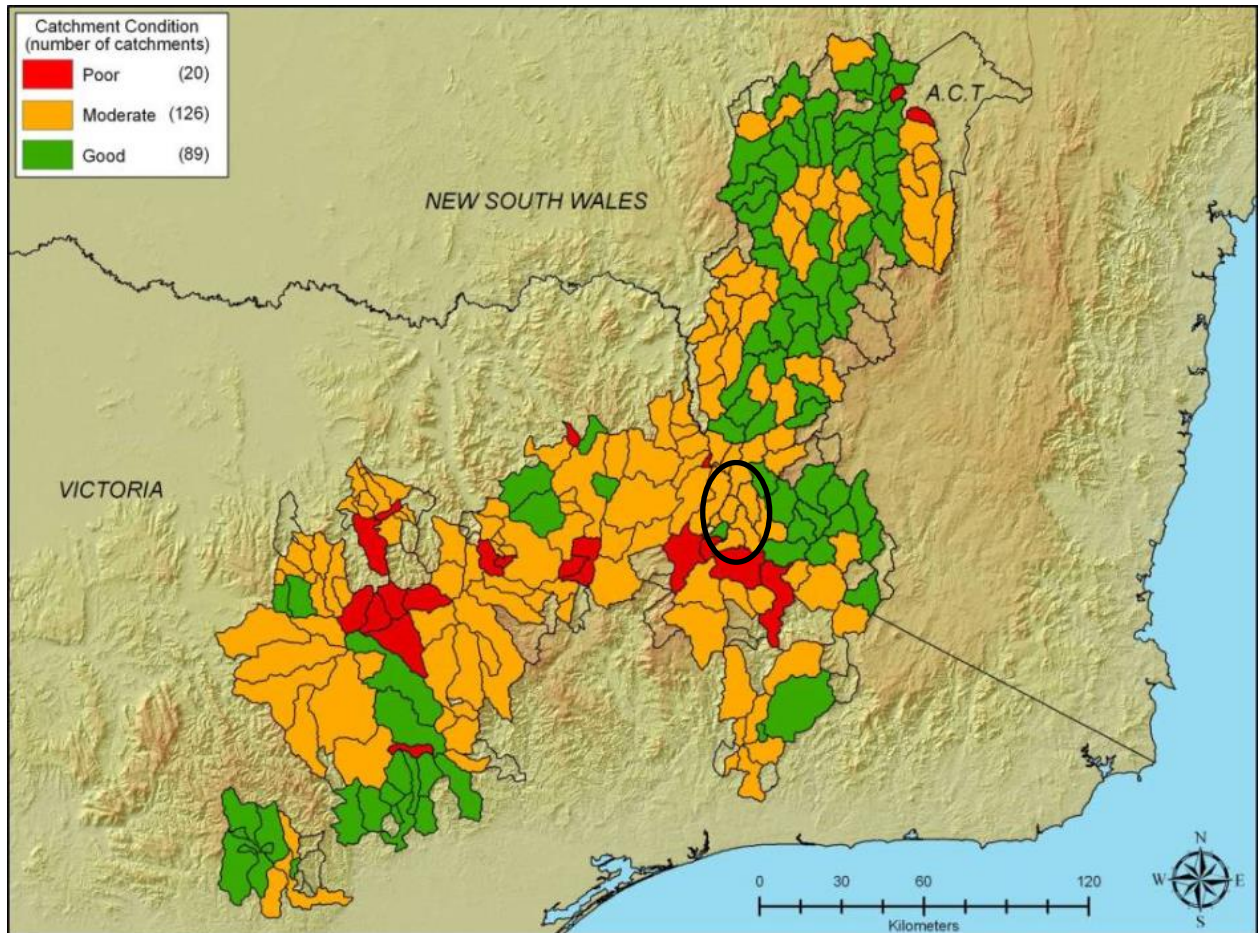 Catchment Condition
(number of catchments)
Poor (20)
Moderate (126)
Good (89)
A.C.T
NEW SOUTH WALES
VICTORIA
N
W E
S
0 30 60 120
Kilometers